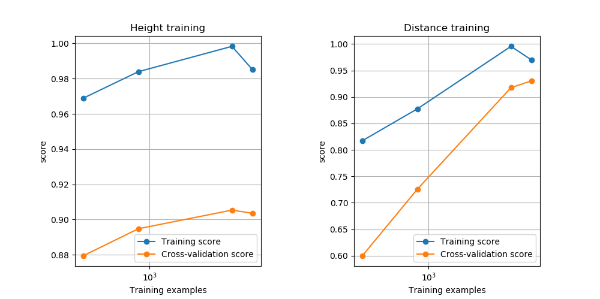 Height training
1.00
0.98
0.96
0.94
0.92
0.90
0.88
score
Training score
Cross-validation score
10³
Training examples
Distance training
1.00
0.95
0.90
0.85
0.80
0.75
0.70
0.65
0.60
score
Training score
Cross-validation score
10³
Training examples